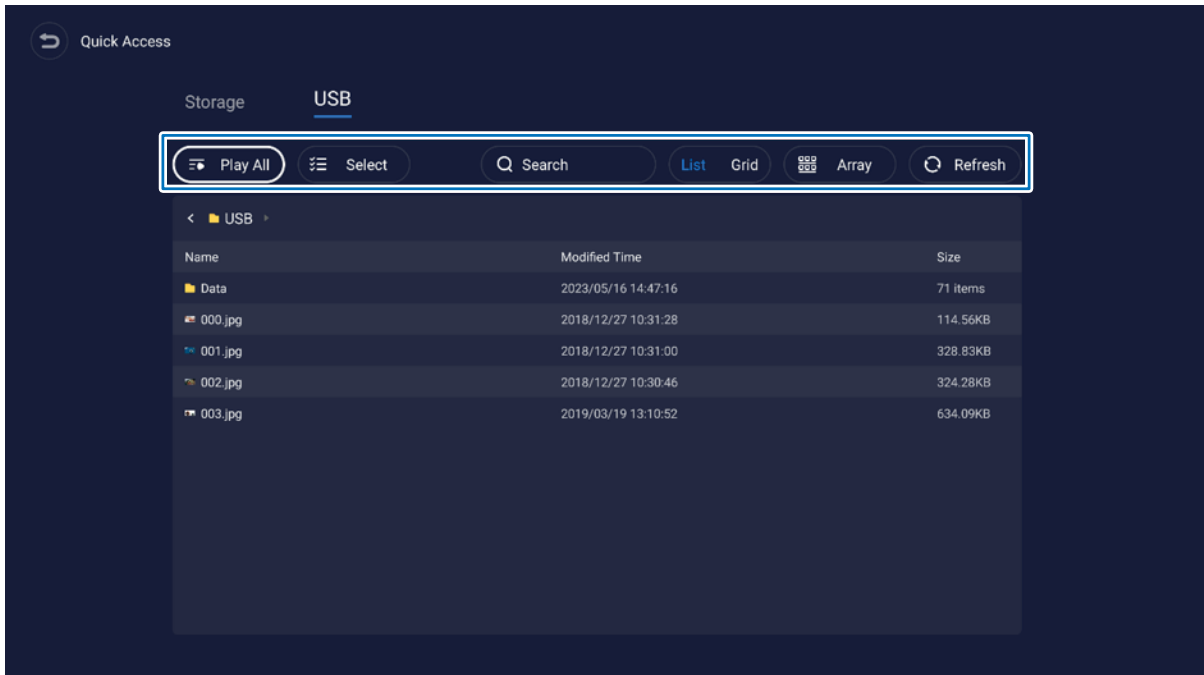 Quick Access
Storage USB
Play All Select Search List Grid Array Refresh
USB
Name Modified Time Size
Data 2023/05/16 14:47:16 71 items
000.jpg 2018/12/27 10:31:28 114.56KB
001.jpg 2018/12/27 10:31:00 328.83KB
002.jpg 2018/12/27 10:30:46 324.28KB
003.jpg 2019/03/19 13:10:52 634.09KB